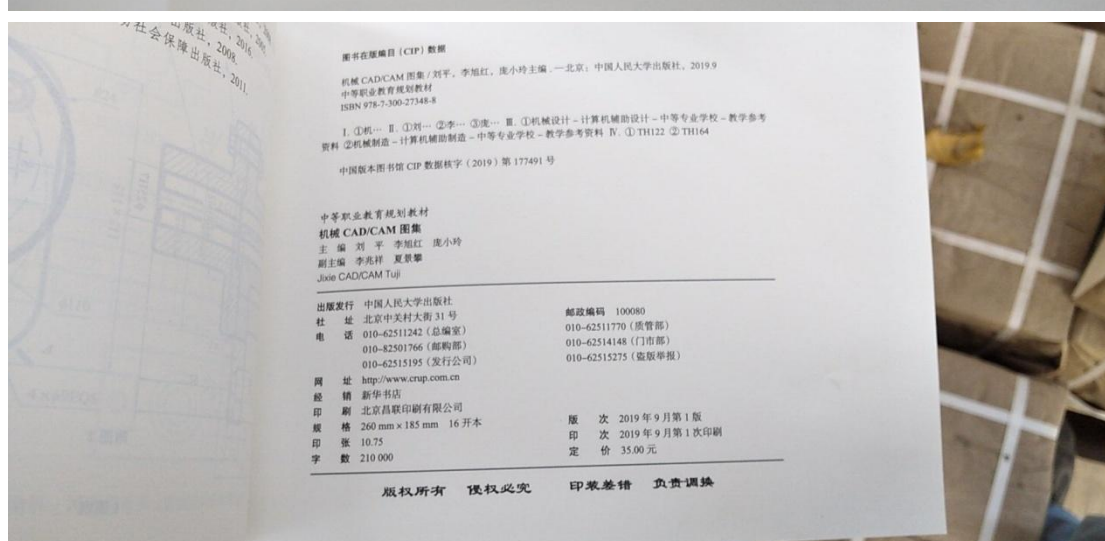 版社, 2016.
出版社, 2008.
社会保障出版社, 2011.
图书在版编目（CIP）数据
机械 CAD/CAM 图集 / 刘平，李旭红，庞小玲主编 . —北京：中国人民大学出版社，2019.9
中等职业教育规划教材
ISBN 978-7-300-27348-8
Ⅰ. ①机… Ⅱ. ①刘… ②李… ③庞… Ⅲ. ①机械设计 – 计算机辅助设计 – 中等专业学校 – 教学参考
资料 ②机械制造 – 计算机辅助制造 – 中等专业学校 – 教学参考资料 Ⅳ. ① TH122 ② TH164
中国版本图书馆 CIP 数据核字（2019）第 177491 号
中等职业教育规划教材
机械 CAD/CAM 图集
主 编 刘 平 李旭红 庞小玲
副主编 李兆祥 夏景攀
Jixie CAD/CAM Tuji
出版发行 中国人民大学出版社
社 址 北京中关村大街 31 号 邮政编码 100080
电 话 010–62511242（总编室） 010–62511770（质管部）
010–82501766（邮购部） 010–62514148（门市部）
010–62515195（发行公司） 010–62515275（盗版举报）
网 址 http://www.crup.com.cn
经 销 新华书店
印 刷 北京昌联印刷有限公司
规 格 260 mm × 185 mm 16 开本 版 次 2019 年 9 月第 1 版
印 张 10.75 印 次 2019 年 9 月第 1 次印刷
字 数 210 000 定 价 35.00 元
版权所有 侵权必究 印装差错 负责调换